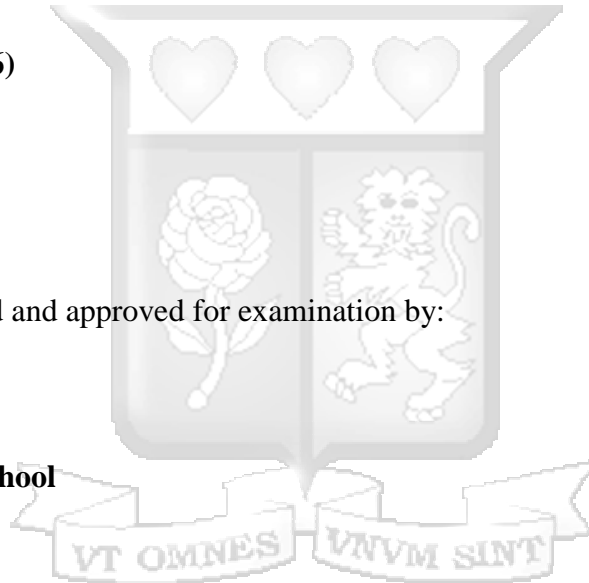 6)
d and approved for examination by:
hool
VT OMNES VNVM SINT